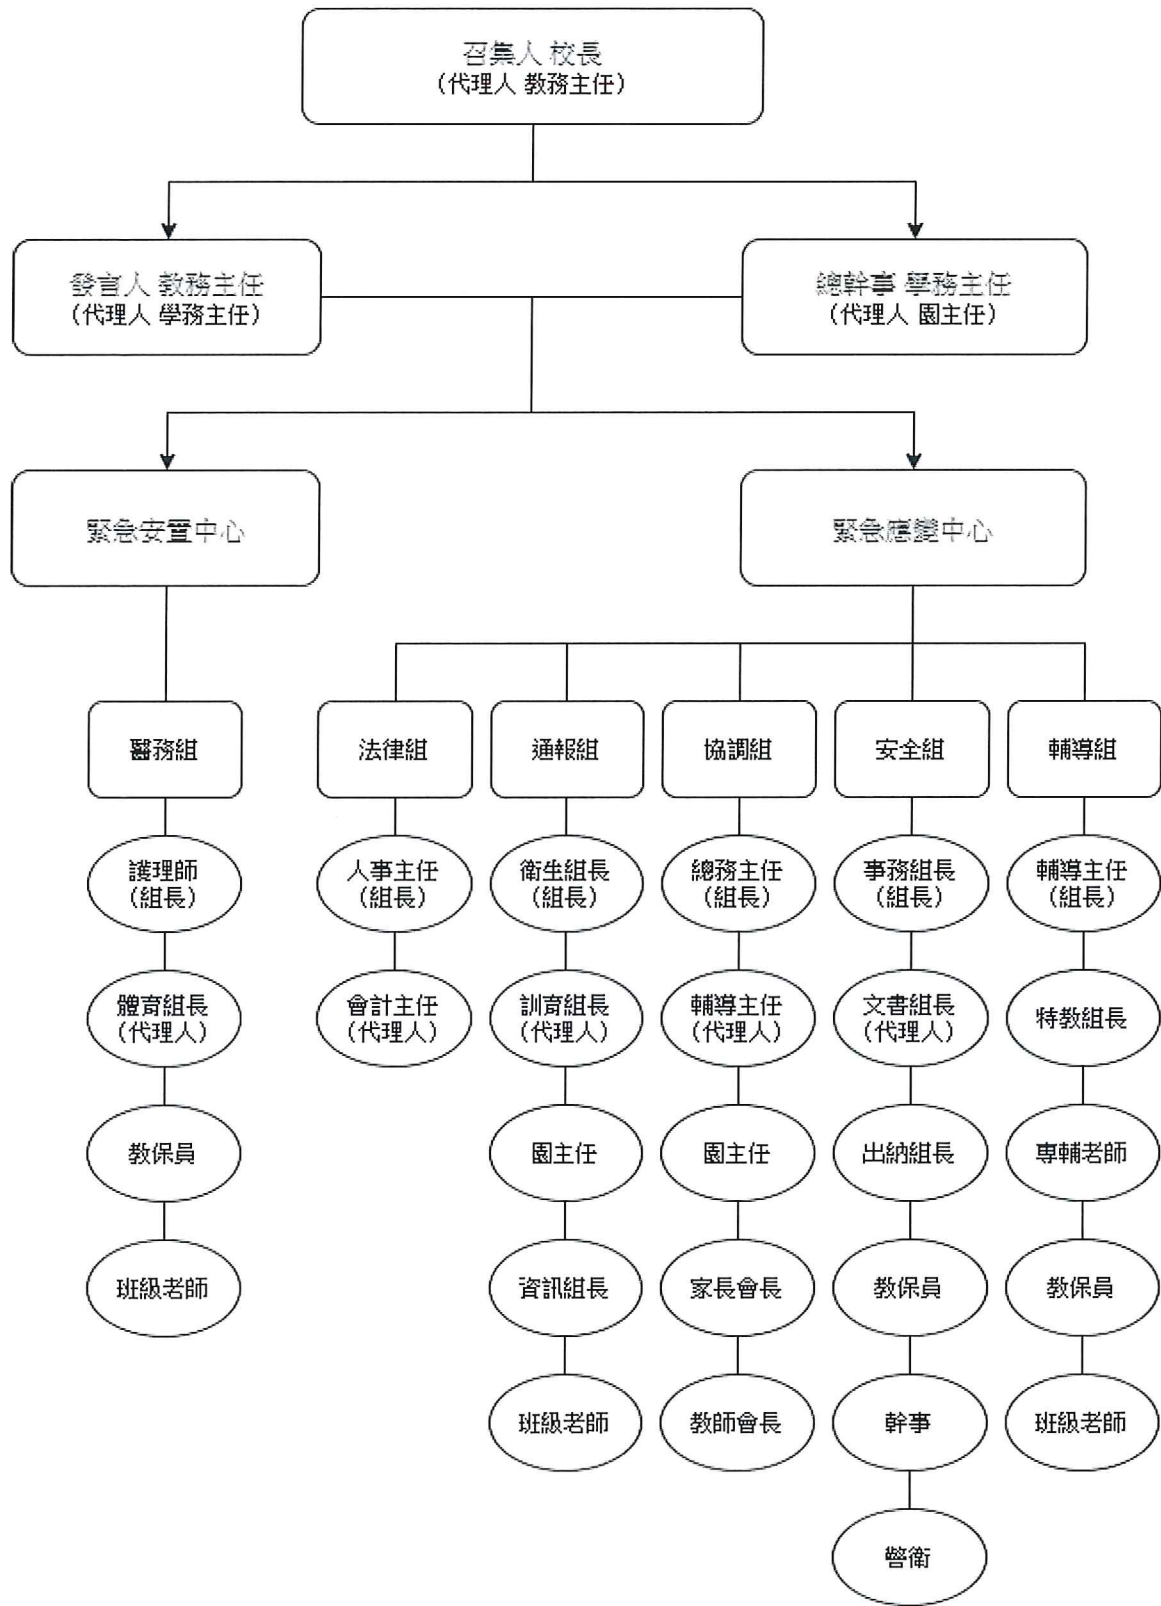 召集人 校長
（代理人 教務主任）
發言人 教務主任
（代理人 學務主任）
總幹事 學務主任
（代理人 園主任）
緊急安置中心
緊急應變中心
醫務組
法律組
通報組
協調組
安全組
輔導組
護理師
（組長）
人事主任
（組長）
衛生組長
（組長）
總務主任
（組長）
事務組長
（組長）
輔導主任
（組長）
體育組長
（代理人）
會計主任
（代理人）
訓育組長
（代理人）
輔導主任
（代理人）
文書組長
（代理人）
特教組長
教保員
園主任
園主任
出納組長
專輔老師
班級老師
資訊組長
家長會長
教保員
教保員
班級老師
教師會長
幹事
班級老師
警衛